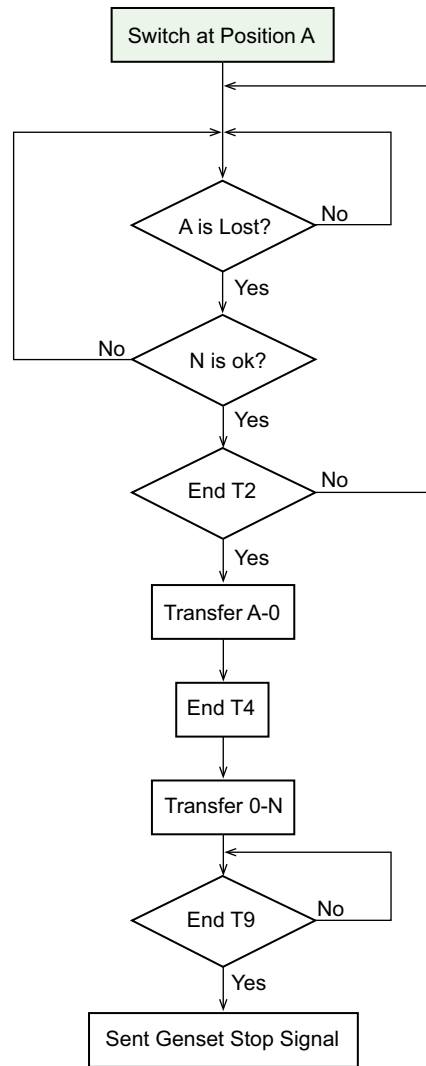 Switch at Position A
A is Lost?
No
Yes
No
N is ok?
Yes
End T2
No
Yes
Transfer A-0
End T4
Transfer 0-N
End T9
No
Yes
Sent Genset Stop Signal